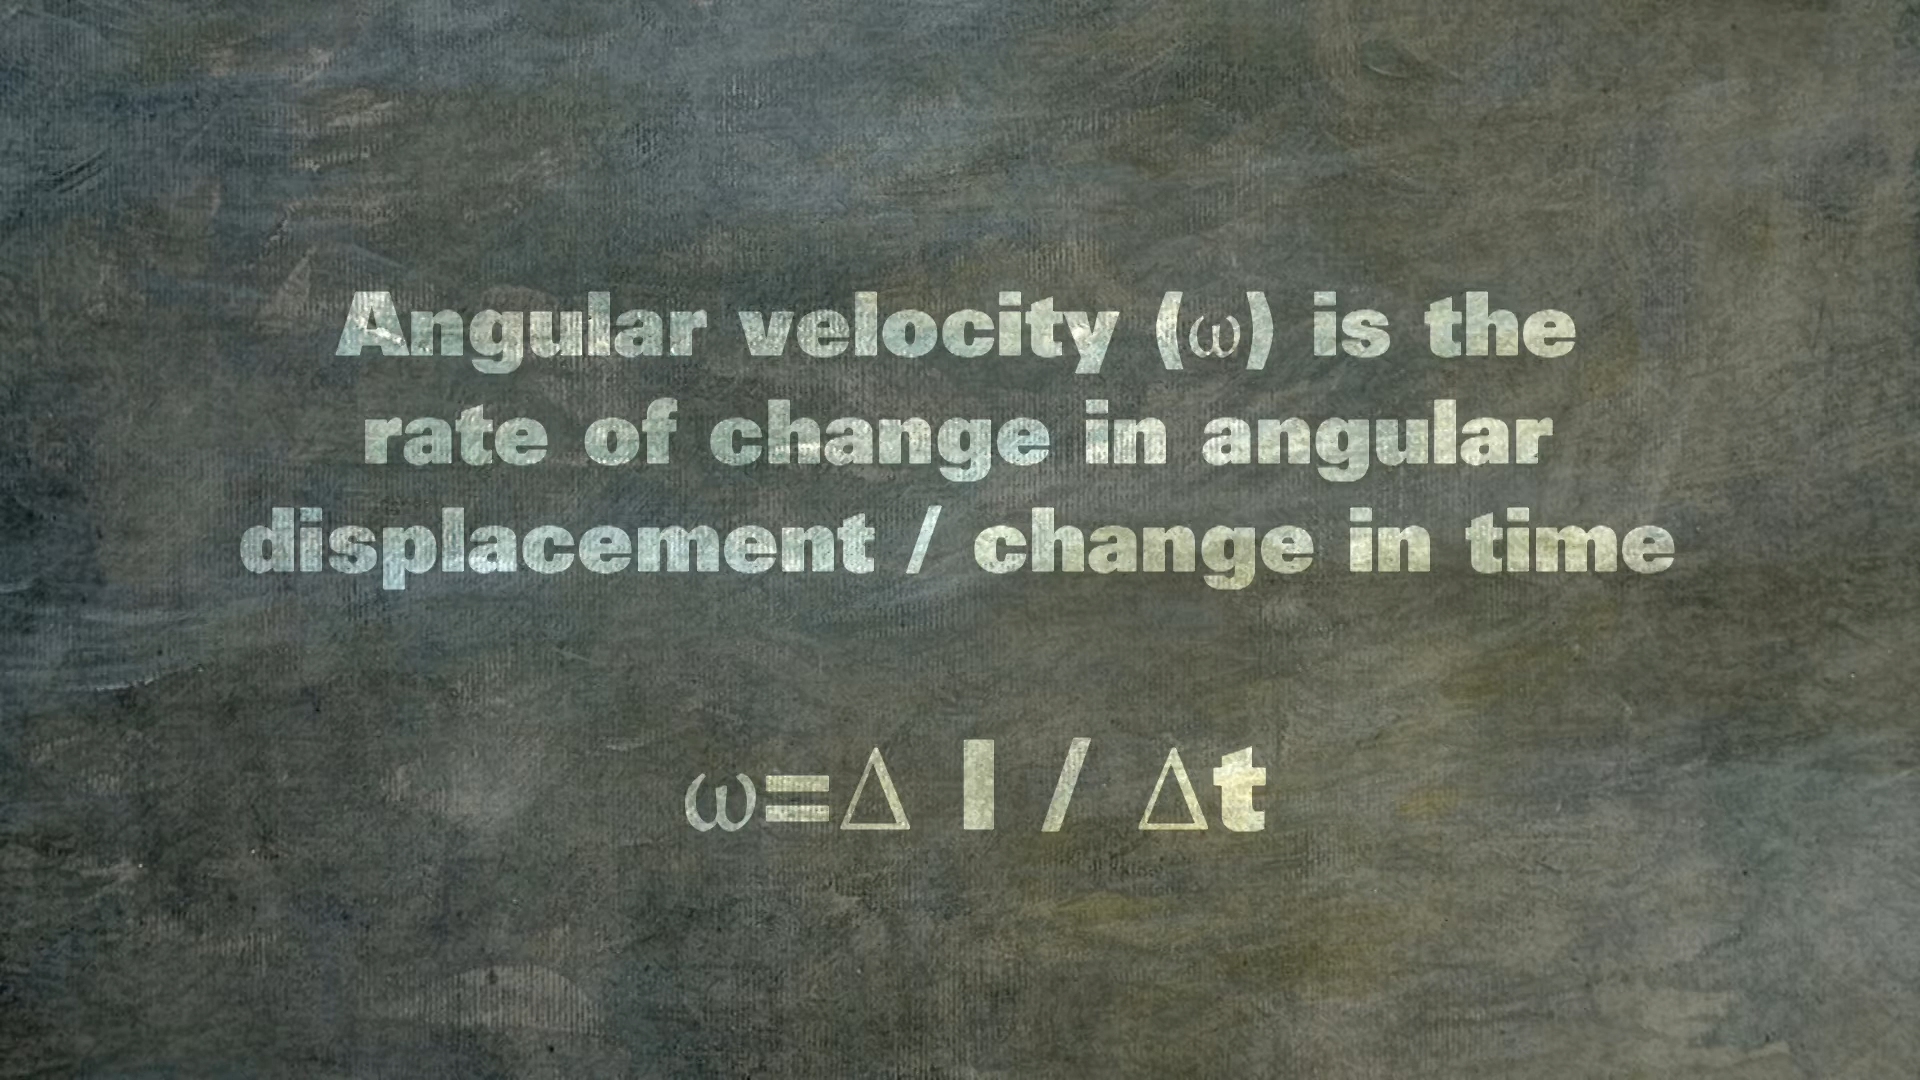 Angular velocity (ω) is the
rate of change in angular
displacement / change in time
ω=Δ l / Δt